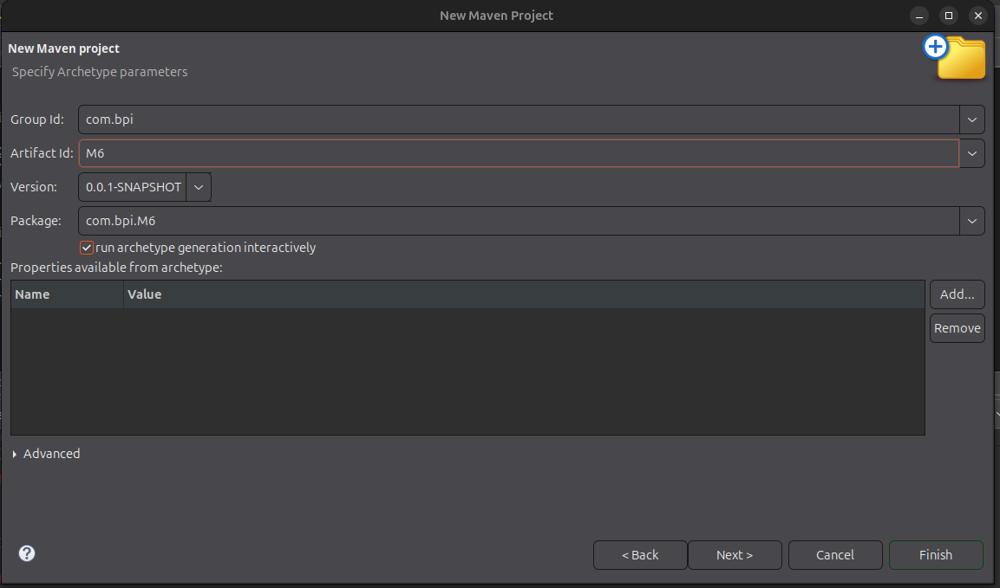 New Maven Project
New Maven project
Specify Archetype parameters
Group Id: com.bpi
Artifact Id: M6
Version: 0.0.1-SNAPSHOT
Package: com.bpi.M6
run archetype generation interactively
Properties available from archetype:
Name Value
Add...
Remove
Advanced
?
< Back Next > Cancel Finish